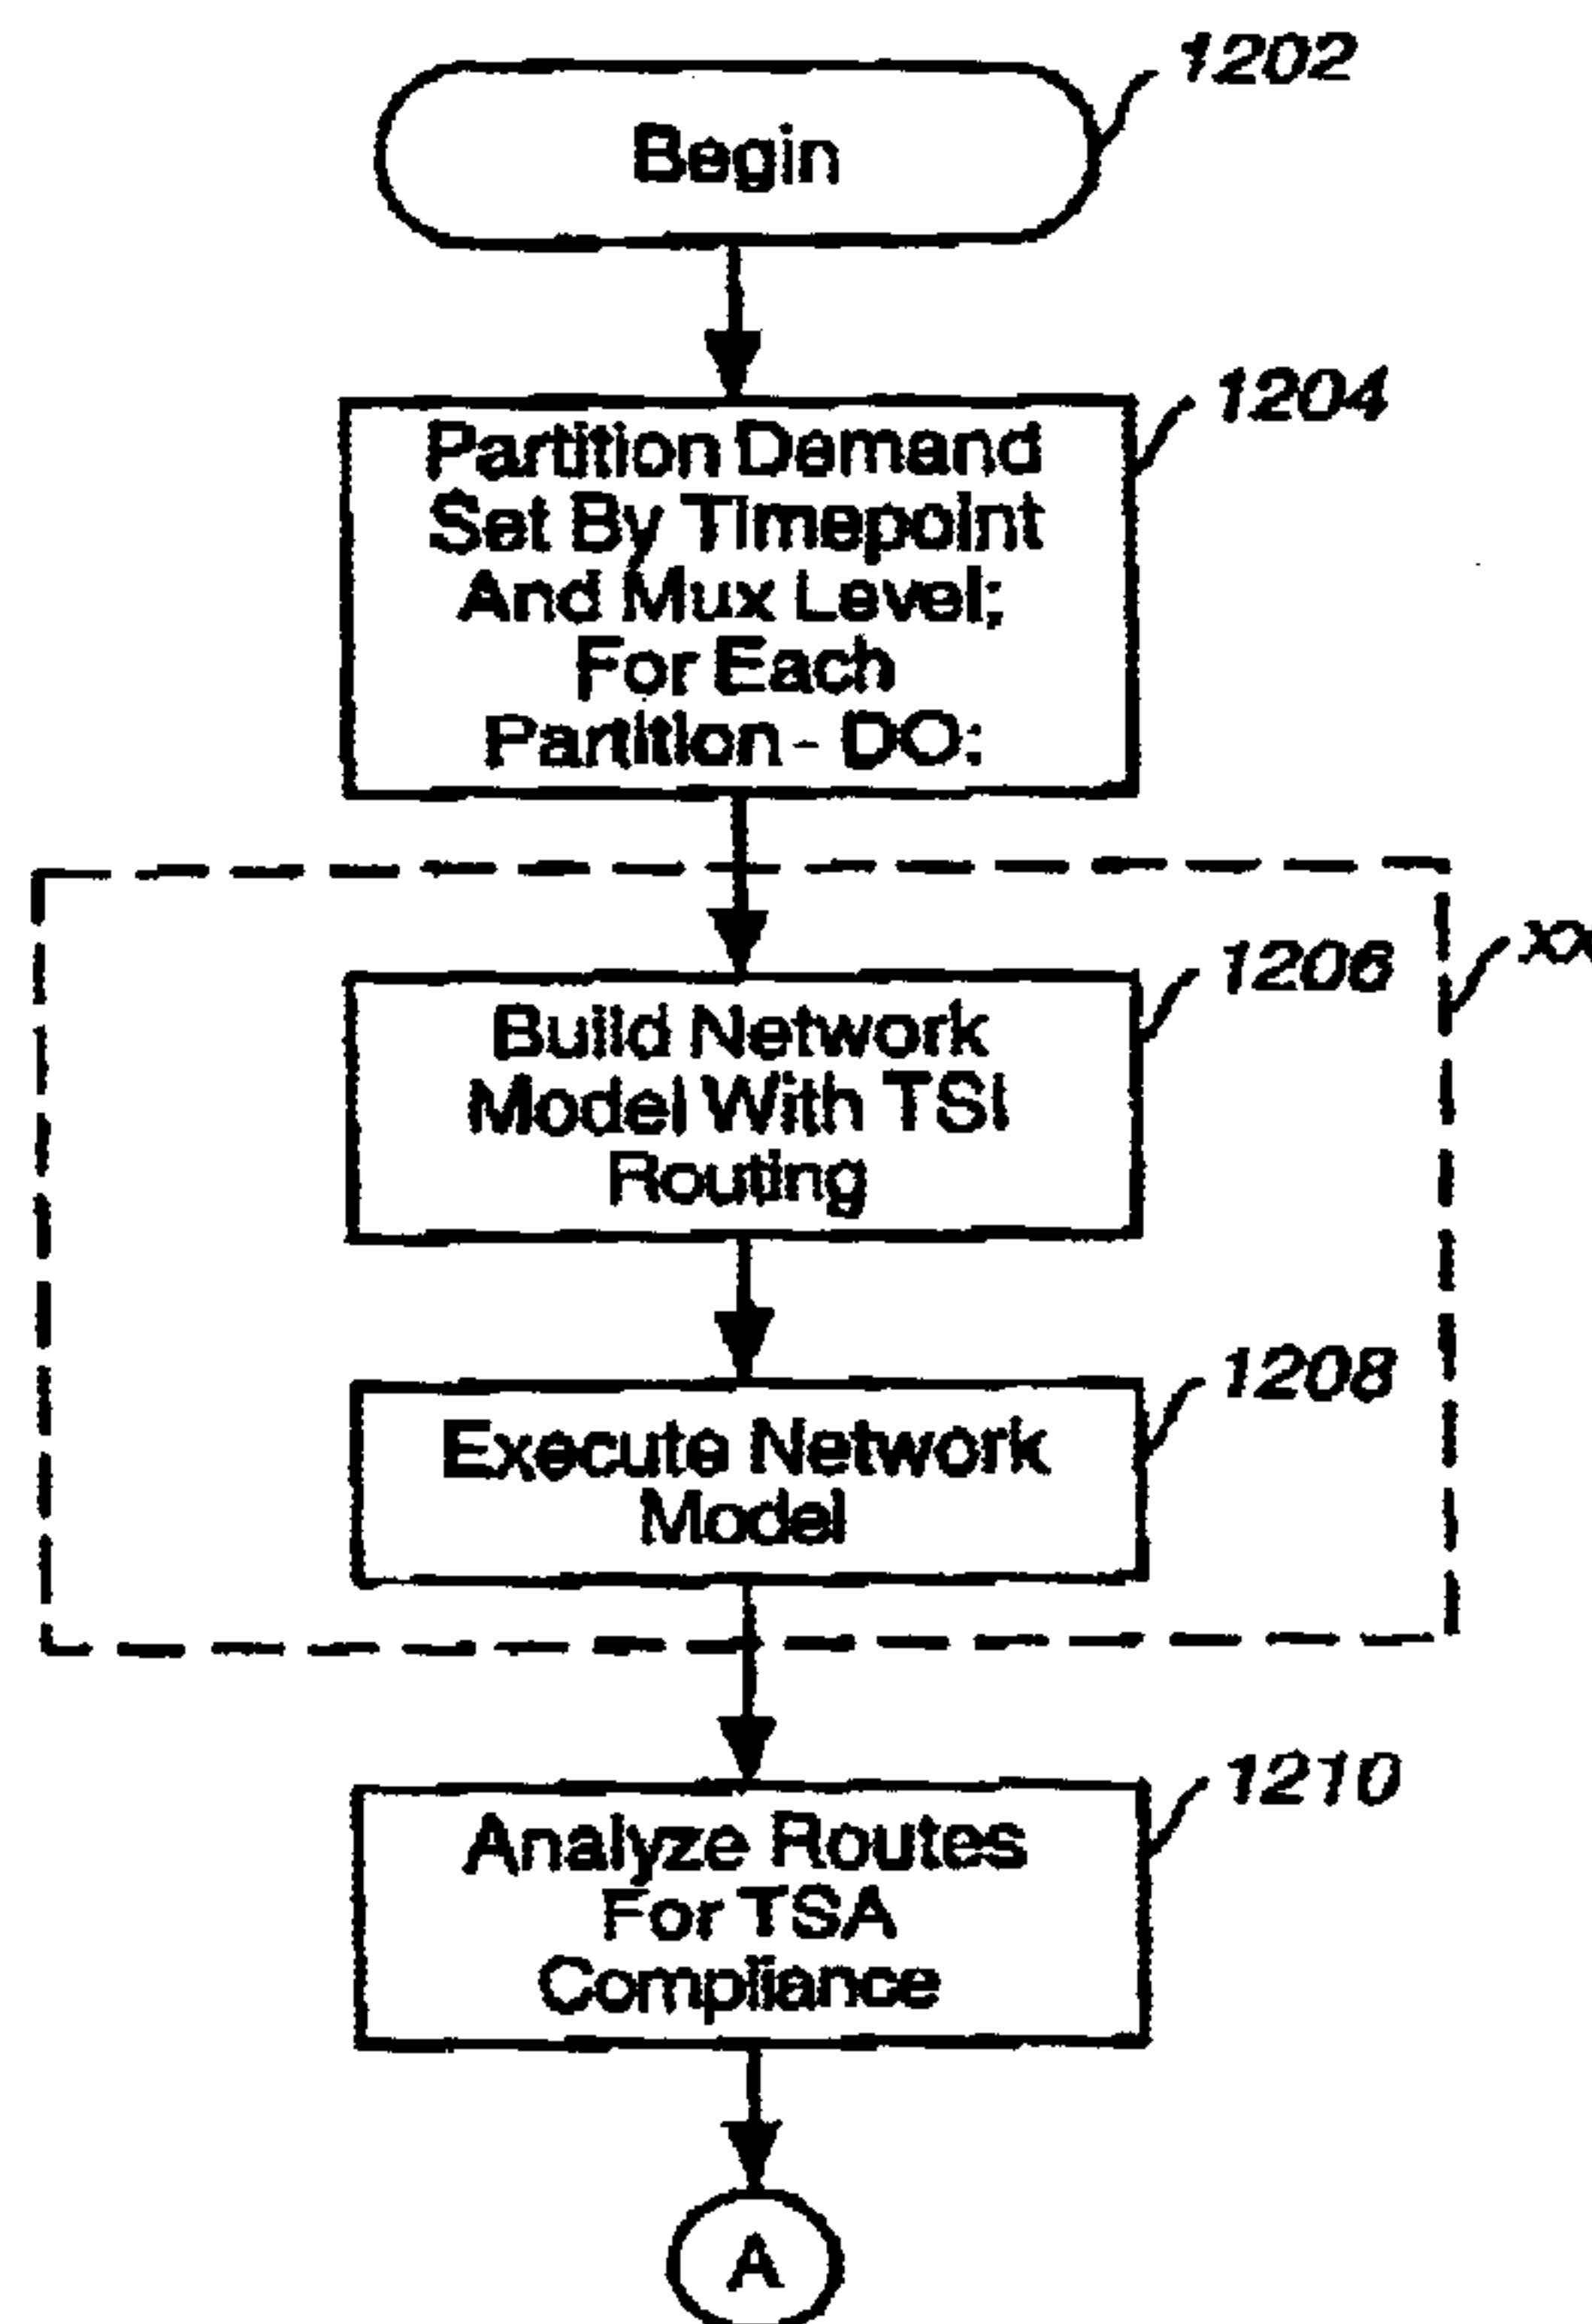 1202
Begin
1204
Partition Demand
Set By Timepoint
And Mux Level;
For Each
Partition - DO:
XX
1206
Build Network
Model With TSI
Routing
1208
Execute Network
Model
1210
Analyze Routes
For TSA
Compliance
A